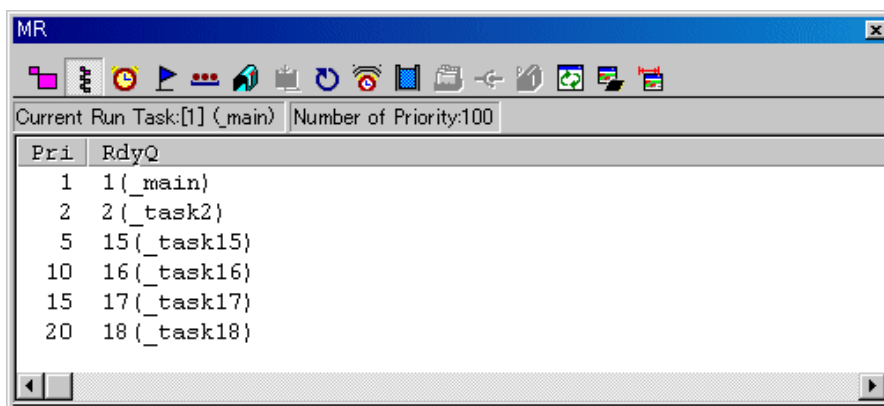 MR
Current Run Task:[1] (_main) Number of Priority:100
Pri RdyQ
1 1(_main)
2 2(_task2)
5 15(_task15)
10 16(_task16)
15 17(_task17)
20 18(_task18)